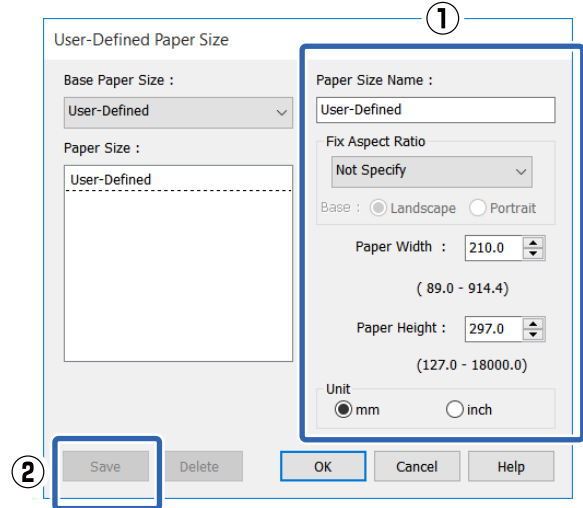 ①
User-Defined Paper Size
Base Paper Size :
User-Defined
Paper Size :
User-Defined
Paper Size Name :
User-Defined
Fix Aspect Ratio
Not Specify
Base : Landscape Portrait
Paper Width : 210.0
( 89.0 - 914.4)
Paper Height : 297.0
(127.0 - 18000.0)
Unit
mm inch
②
Save Delete OK Cancel Help